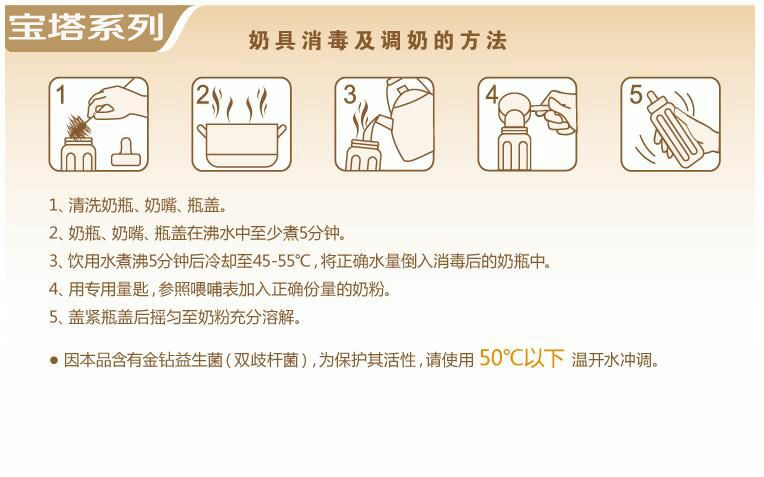 宝塔系列
奶具消毒及调奶的方法
1 2 3 4 5
1、清洗奶瓶、奶嘴、瓶盖。
2、奶瓶、奶嘴、瓶盖在沸水中至少煮5分钟。
3、饮用水煮沸5分钟后冷却至45-55℃,将正确水量倒入消毒后的奶瓶中。
4、用专用量匙,参照喂哺表加入正确份量的奶粉。
5、盖紧瓶盖后摇匀至奶粉充分溶解。
● 因本品含有金钻益生菌(双歧杆菌),为保护其活性,请使用 50℃以下 温开水冲调。